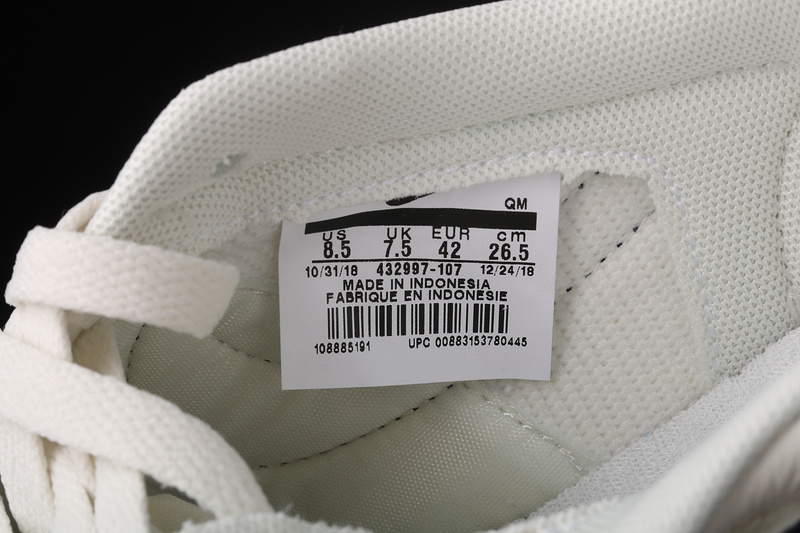 QM
US UK EUR cm
8.5 7.5 42 26.5
10/31/18 432997-107 12/24/18
MADE IN INDONESIA
FABRIQUE EN INDONESIE
108885191 UPC 00883153780445